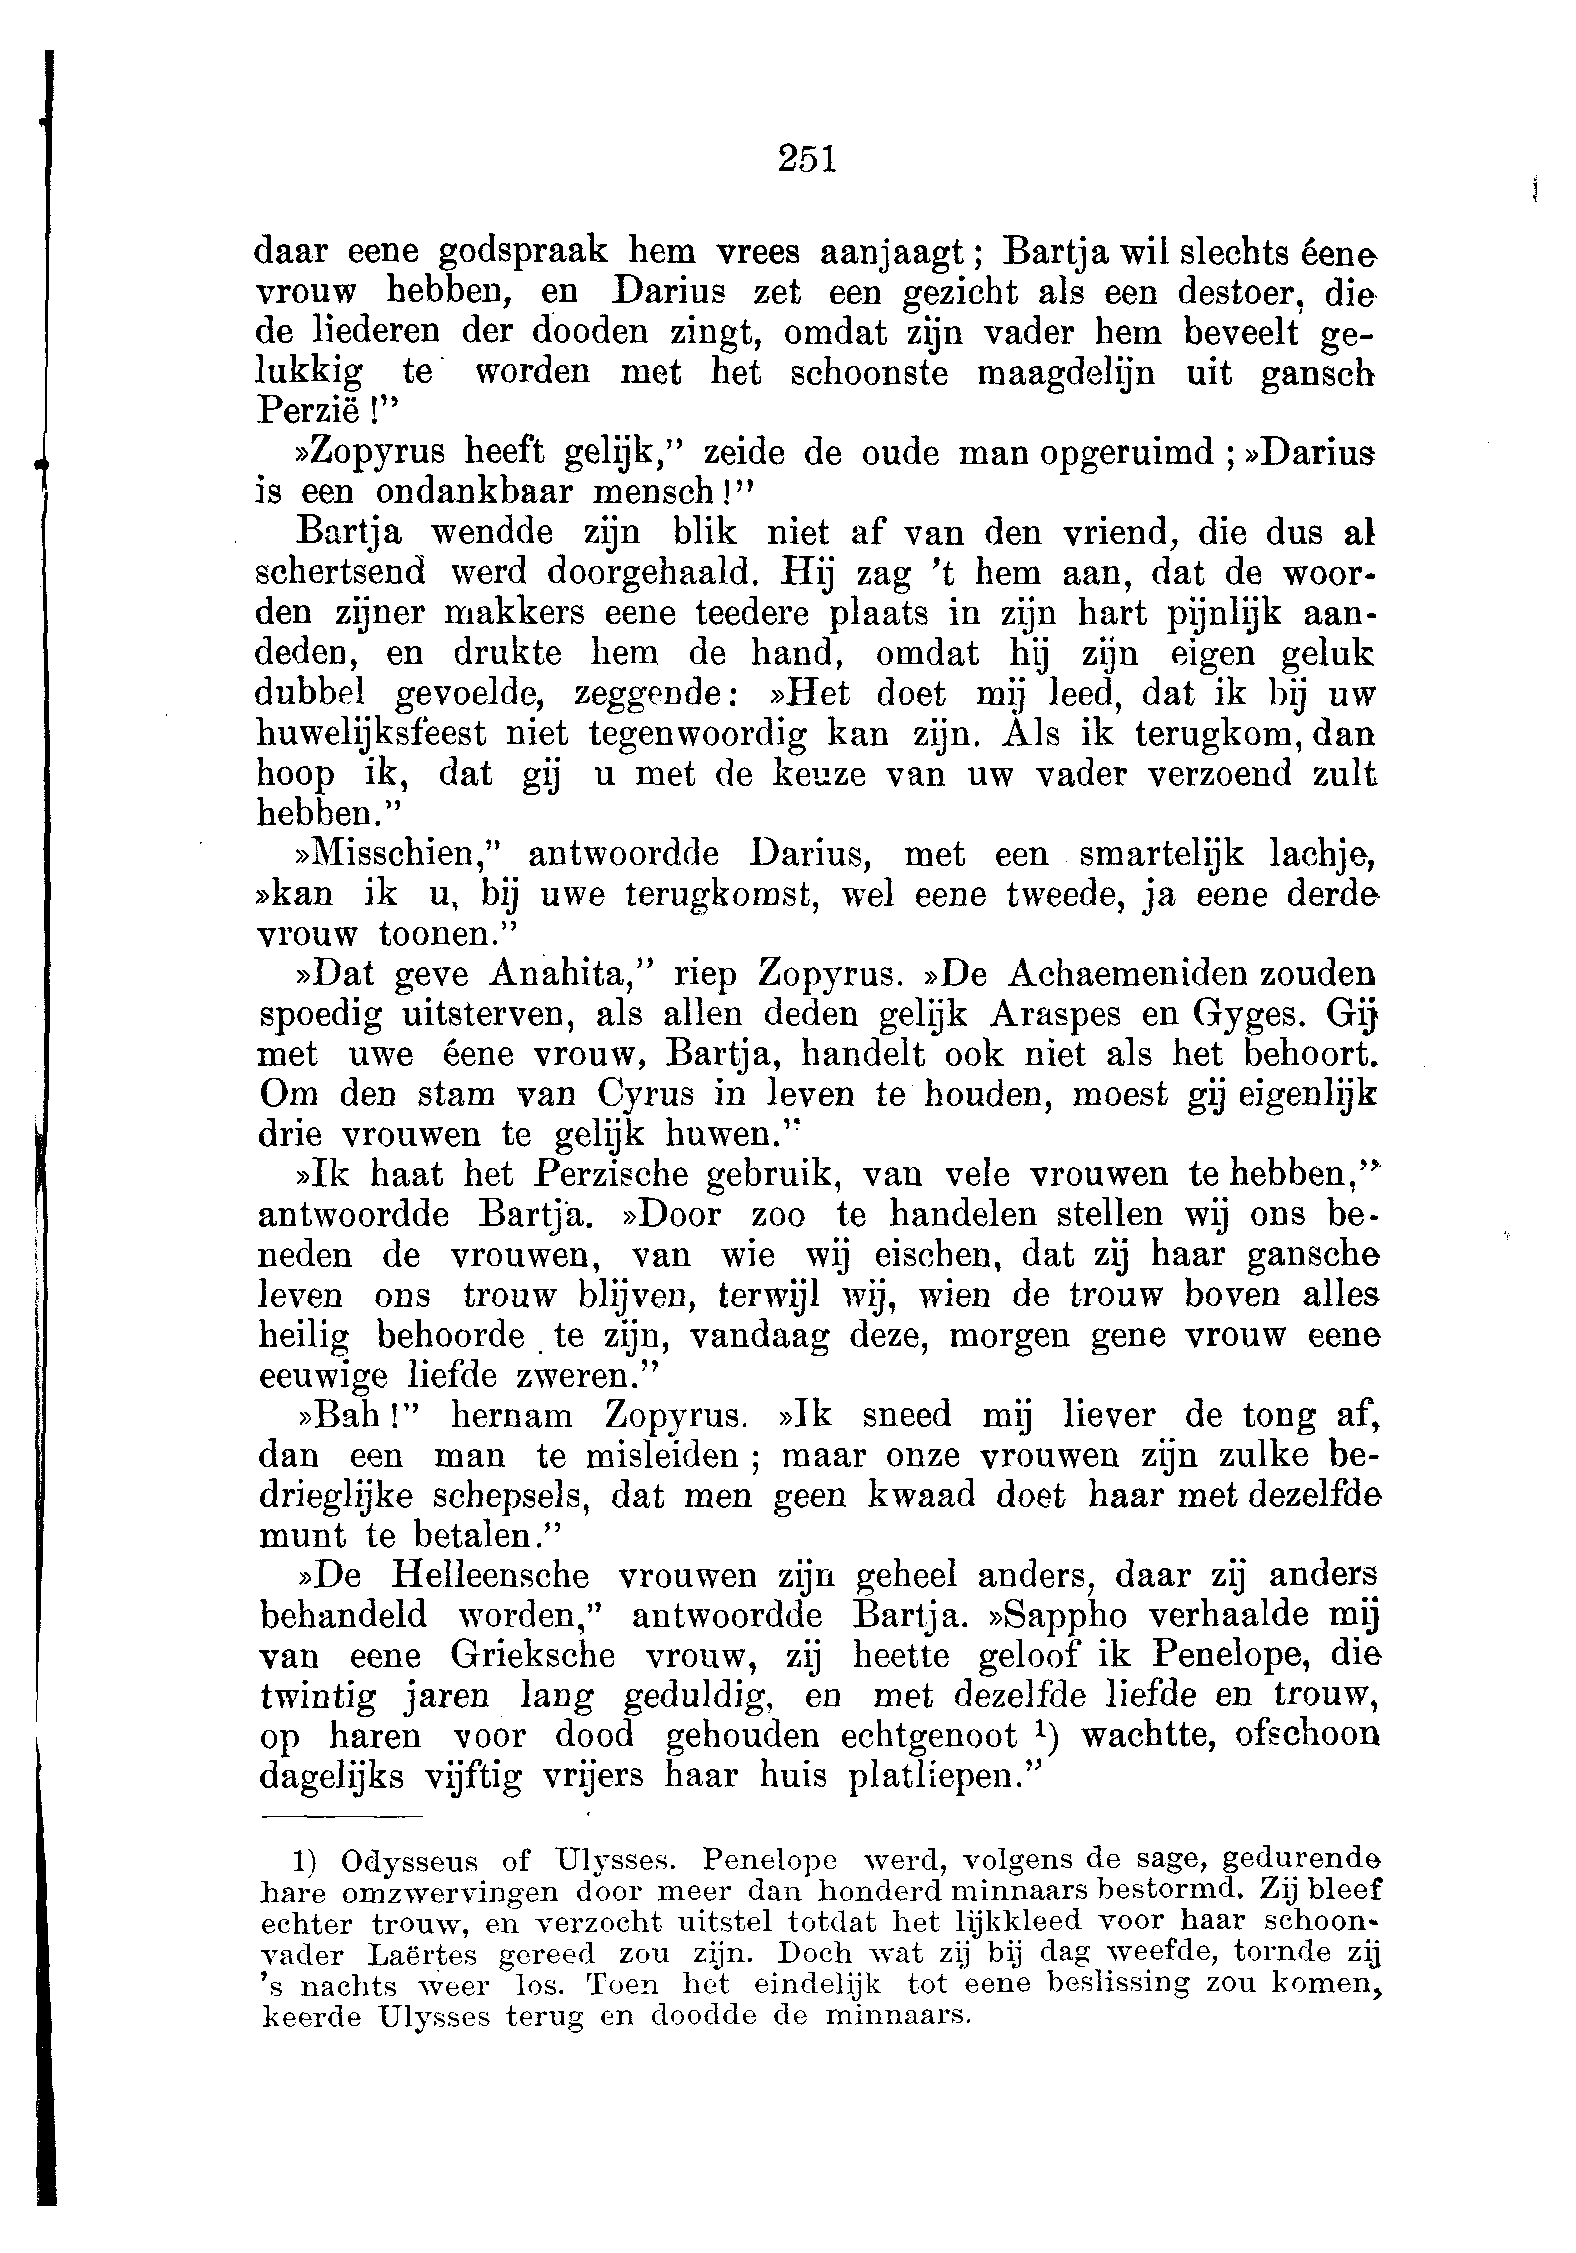 251
daar eene godspraak hem vrees aanjaagt ; Bartja wil slechts éene
vrouw hebben, en Darius zet een gezicht als een destoer, die
de liederen der dooden zingt, omdat zijn vader hem beveelt ge-
lukkig te worden met het schoonste maagdelijn uit gansch
Perzië !”
»Zopyrus heeft gelijk,” zeide de oude man opgeruimd ; »Darius
is een ondankbaar mensch !”
Bartja wendde zijn blik niet af van den vriend, die dus al
schertsend werd doorgehaald. Hij zag 't hem aan, dat de woor-
den zijner makkers eene teedere plaats in zijn hart pijnlijk aan-
deden, en drukte hem de hand, omdat hij zijn eigen geluk
dubbel gevoelde, zeggende: »Het doet mij leed, dat ik bij uw
huwelijksfeest niet tegenwoordig kan zijn. Als ik terugkom, dan
hoop ik, dat gij u met de keuze van uw vader verzoend zult
hebben.”
»Misschien,” antwoordde Darius, met een smartelijk lachje,
»kan ik u, bij uwe terugkomst, wel eene tweede, ja eene derde
vrouw toonen.”
»Dat geve Anahita,” riep Zopyrus. »De Achaemeniden zouden
spoedig uitsterven, als allen deden gelijk Araspes en Gyges. Gij
met uwe éene vrouw, Bartja, handelt ook niet als het behoort.
Om den stam van Cyrus in leven te houden, moest gij eigenlijk
drie vrouwen te gelijk huwen.”
»Ik haat het Perzische gebruik, van vele vrouwen te hebben,”
antwoordde Bartja. »Door zoo te handelen stellen wij ons be-
neden de vrouwen, van wie wij eischen, dat zij haar gansche
leven ons trouw blijven, terwijl wij, wien de trouw boven alles
heilig behoorde te zijn, vandaag deze, morgen gene vrouw eene
eeuwige liefde zweren.”
»Bah !” hernam Zopyrus. »Ik sneed mij liever de tong af,
dan een man te misleiden ; maar onze vrouwen zijn zulke be-
drieglijke schepsels, dat men geen kwaad doet haar met dezelfde
munt te betalen.”
»De Helleensche vrouwen zijn geheel anders, daar zij anders
behandeld worden,” antwoordde Bartja. »Sappho verhaalde mij
van eene Grieksche vrouw, zij heette geloof ik Penelope, die
twintig jaren lang geduldig, en met dezelfde liefde en trouw,
op haren voor dood gehouden echtgenoot ¹) wachtte, ofschoon
dagelijks vijftig vrijers haar huis platliepen.”
1) Odysseus of Ulysses. Penelope werd, volgens de sage, gedurende
hare omzwervingen door meer dan honderd minnaars bestormd. Zij bleef
echter trouw, en verzocht uitstel totdat het lijkkleed voor haar schoon-
vader Laërtes gereed zou zijn. Doch wat zij bij dag weefde, tornde zij
's nachts weer los. Toen het eindelijk tot eene beslissing zou komen,
keerde Ulysses terug en doodde de minnaars.